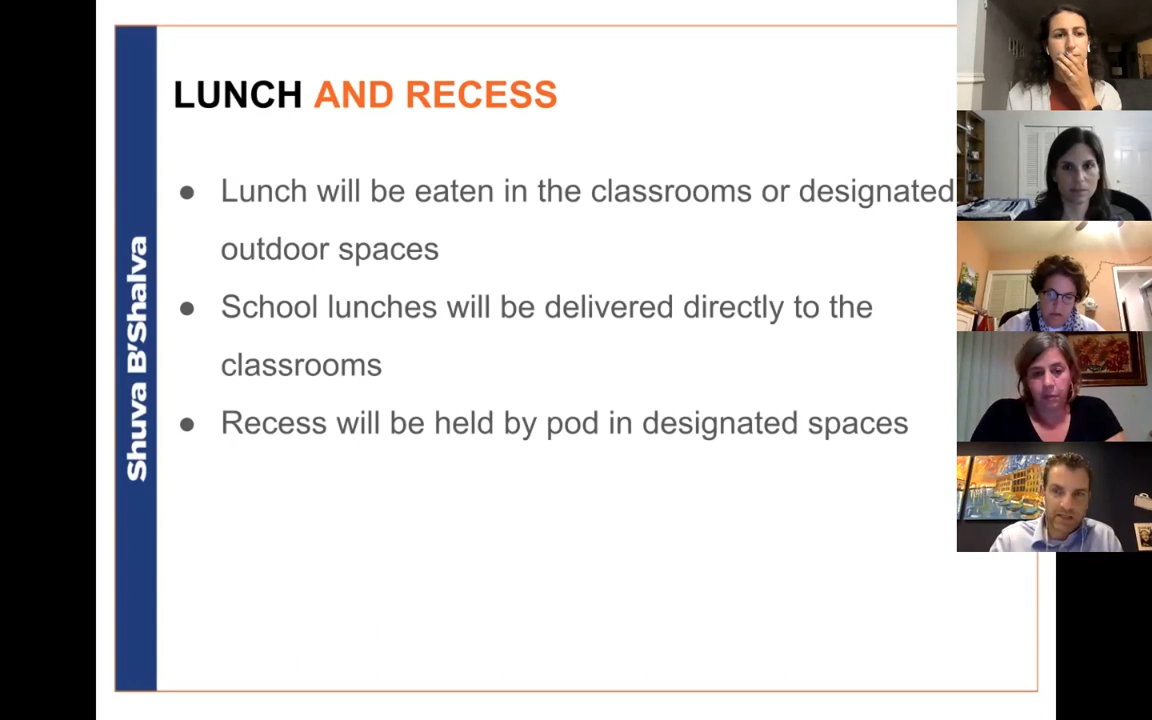 LUNCH AND RECESS
● Lunch will be eaten in the classrooms or designated
outdoor spaces
● School lunches will be delivered directly to the
classrooms
● Recess will be held by pod in designated spaces
Shuva B'Shalva